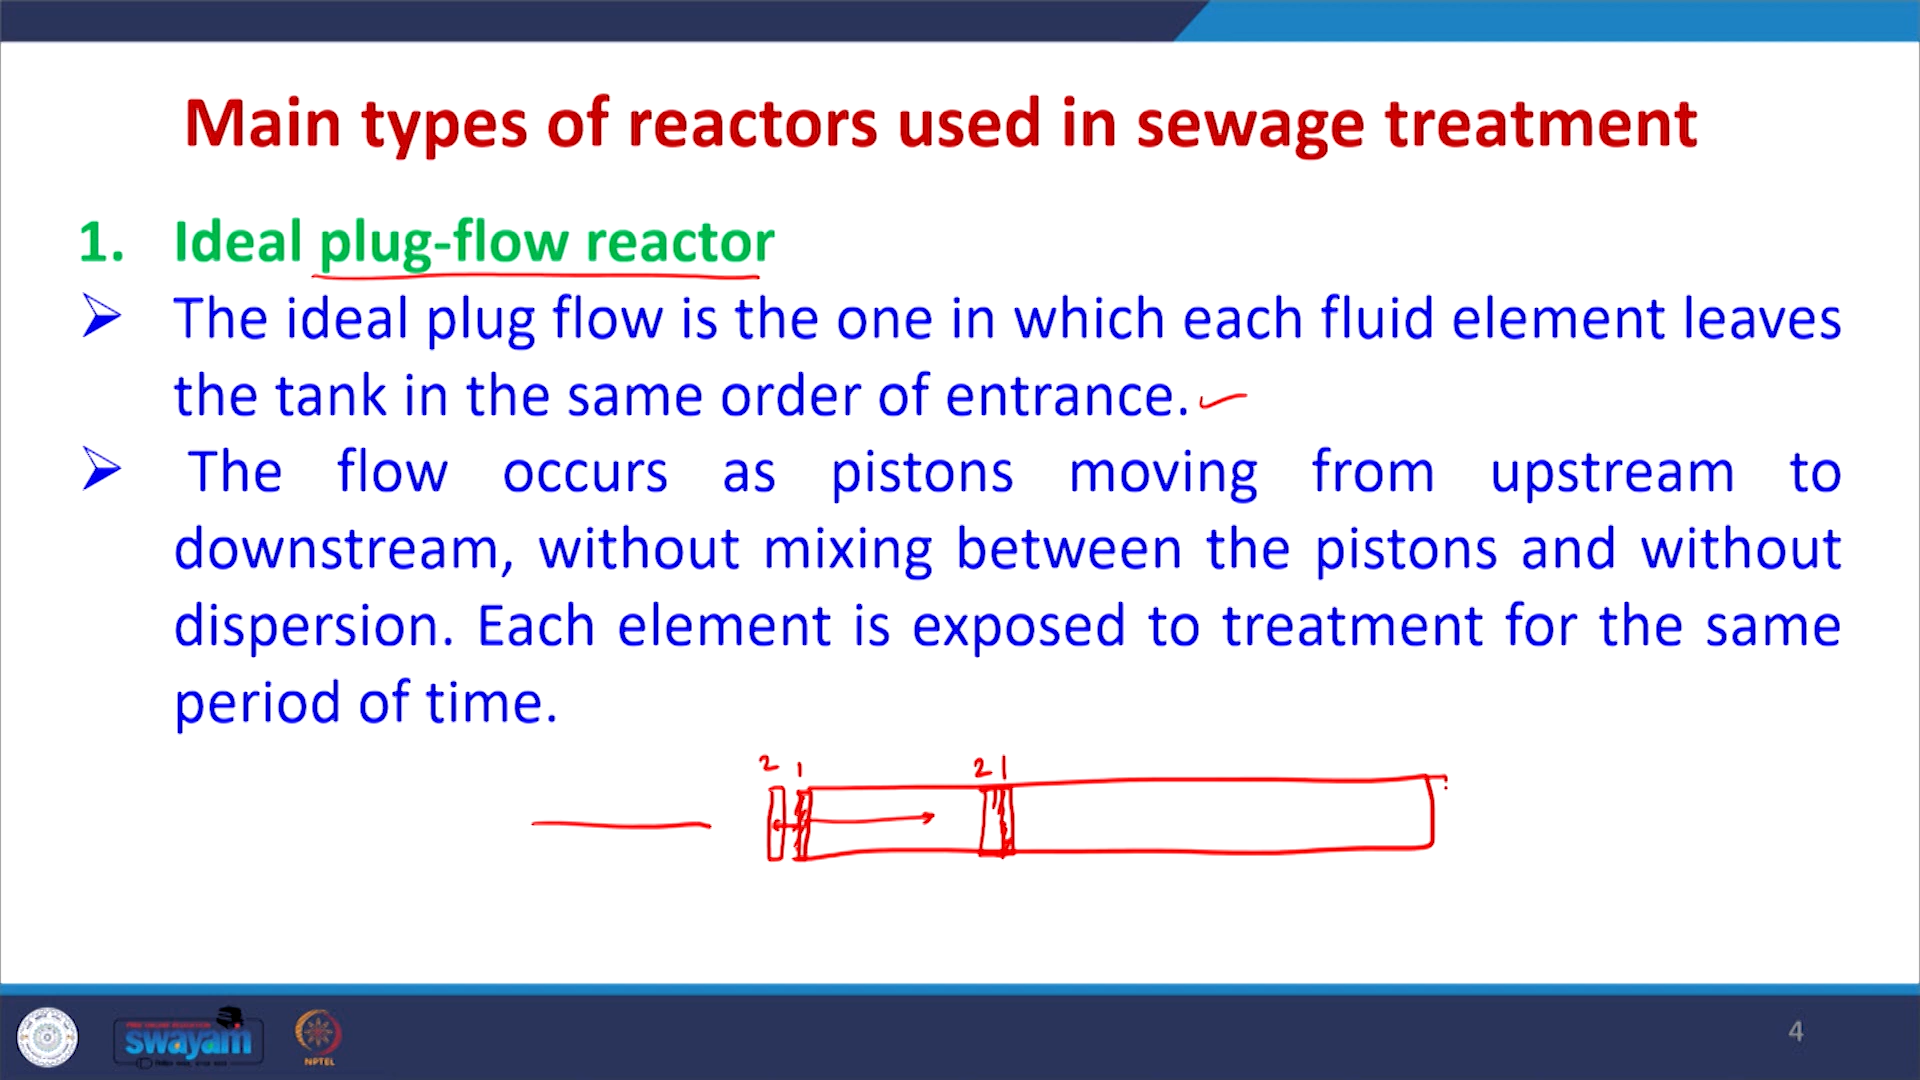 Main types of reactors used in sewage treatment
1. Ideal plug-flow reactor
The ideal plug flow is the one in which each fluid element leaves
the tank in the same order of entrance.
The flow occurs as pistons moving from upstream to
downstream, without mixing between the pistons and without
dispersion. Each element is exposed to treatment for the same
period of time.
2 1 2 1
swayam
NPTEL
4